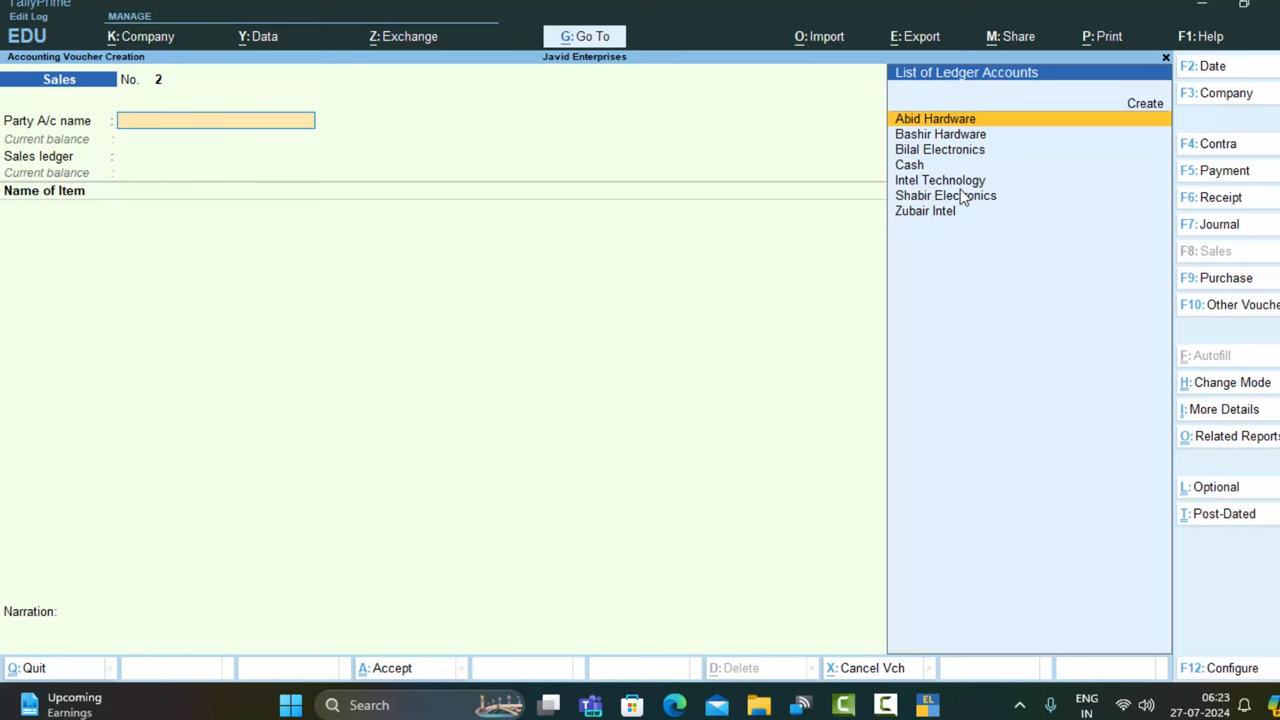 TallyPrime
Edit Log
EDU
MANAGE
K: Company
Y: Data
Z: Exchange
G: Go To
O: Import
E: Export
M: Share
P: Print
F1: Help
Accounting Voucher Creation
Javid Enterprises
Sales No. 2
Party A/c name :
Current balance :
Sales ledger :
Current balance :
Name of Item
Narration:
List of Ledger Accounts
Create
Abid Hardware
Bashir Hardware
Bilal Electronics
Cash
Intel Technology
Shabir Electronics
Zubair Intel
F2: Date
F3: Company
F4: Contra
F5: Payment
F6: Receipt
F7: Journal
F8: Sales
F9: Purchase
F10: Other Vouche
F: Autofill
H: Change Mode
I: More Details
O: Related Reports
L: Optional
T: Post-Dated
Q: Quit
A: Accept
D: Delete
X: Cancel Vch
F12: Configure
Upcoming
Earnings
Search
EL
ENG
IN
06:23
27-07-2024